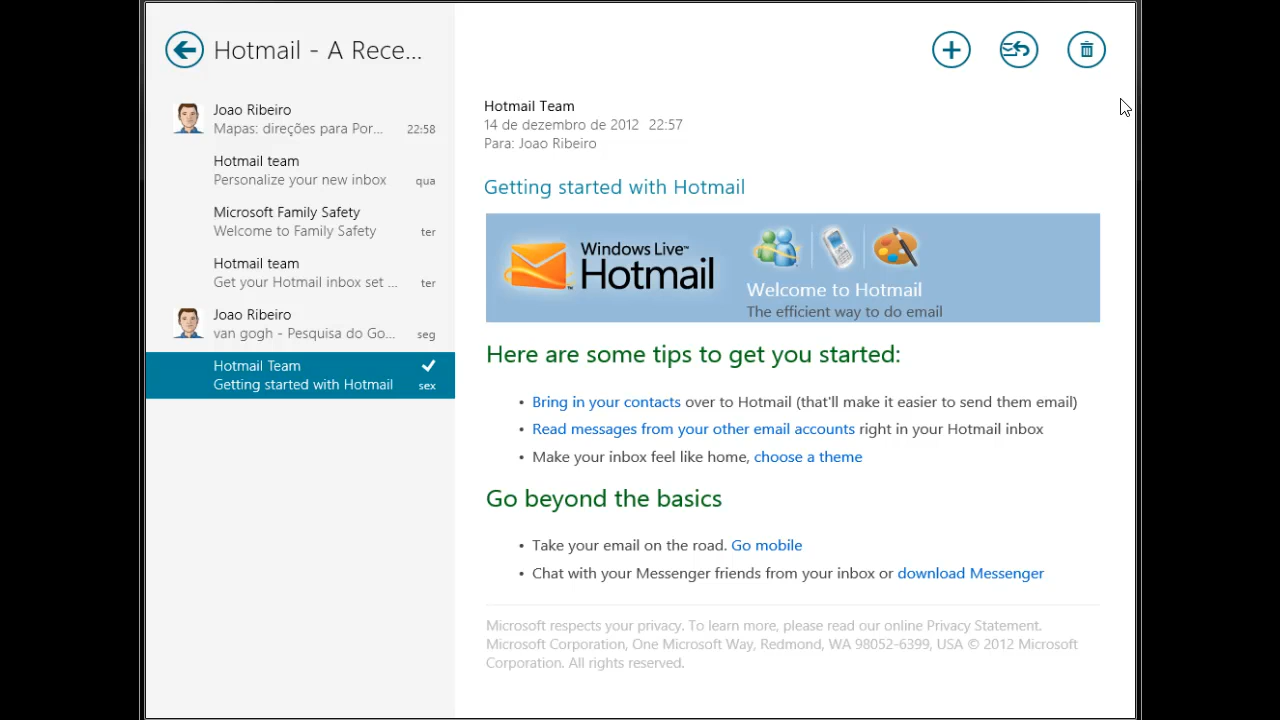 Hotmail - A Rece...
Joao Ribeiro
Mapas: direções para Por... 22:58
Hotmail team
Personalize your new inbox qua
Microsoft Family Safety
Welcome to Family Safety ter
Hotmail team
Get your Hotmail inbox set ... ter
Joao Ribeiro
van gogh - Pesquisa do Go... seg
Hotmail Team
Getting started with Hotmail sex
Hotmail Team
14 de dezembro de 2012 22:57
Para: Joao Ribeiro
Getting started with Hotmail
Windows Live™
Hotmail
Welcome to Hotmail
The efficient way to do email
Here are some tips to get you started:
• Bring in your contacts over to Hotmail (that'll make it easier to send them email)
• Read messages from your other email accounts right in your Hotmail inbox
• Make your inbox feel like home, choose a theme
Go beyond the basics
• Take your email on the road. Go mobile
• Chat with your Messenger friends from your inbox or download Messenger
Microsoft respects your privacy. To learn more, please read our online Privacy Statement.
Microsoft Corporation, One Microsoft Way, Redmond, WA 98052-6399, USA © 2012 Microsoft
Corporation. All rights reserved.